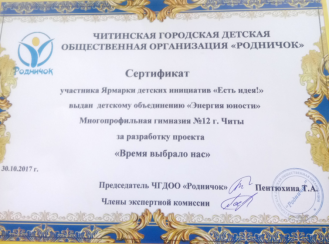 ЧИТИНСКАЯ ГОРОДСКАЯ ДЕТСКАЯ
ОБЩЕСТВЕННАЯ ОРГАНИЗАЦИЯ «РОДНИЧОК»
Родничок
Сертификат
участника Ярмарки детских инициатив «Есть идея!»
выдан детскому объединению «Энергия юности»
Многопрофильная гимназия №12 г. Читы
за разработку проекта
«Время выбрало нас»
30.10.2017 г.
Председатель ЧГДОО «Родничок» Пентюхина Т.А.
Члены экспертной комиссии